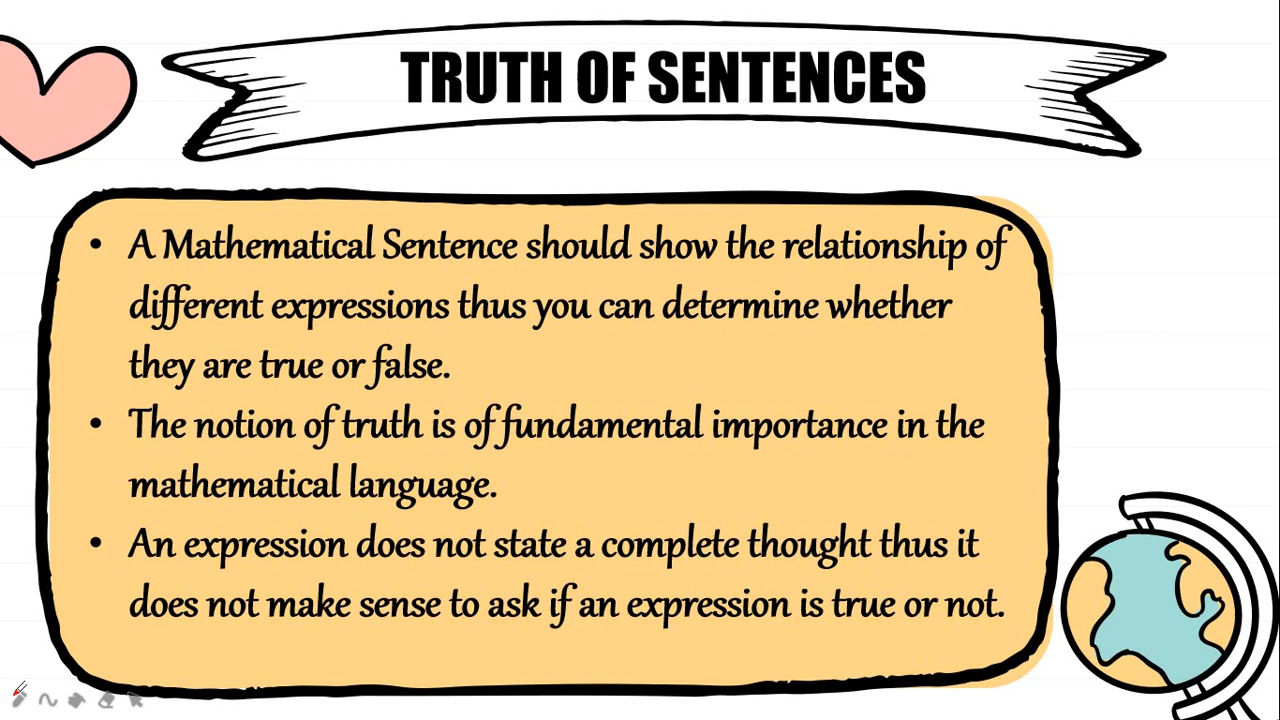 TRUTH OF SENTENCES
• A Mathematical Sentence should show the relationship of
different expressions thus you can determine whether
they are true or false.
• The notion of truth is of fundamental importance in the
mathematical language.
• An expression does not state a complete thought thus it
does not make sense to ask if an expression is true or not.